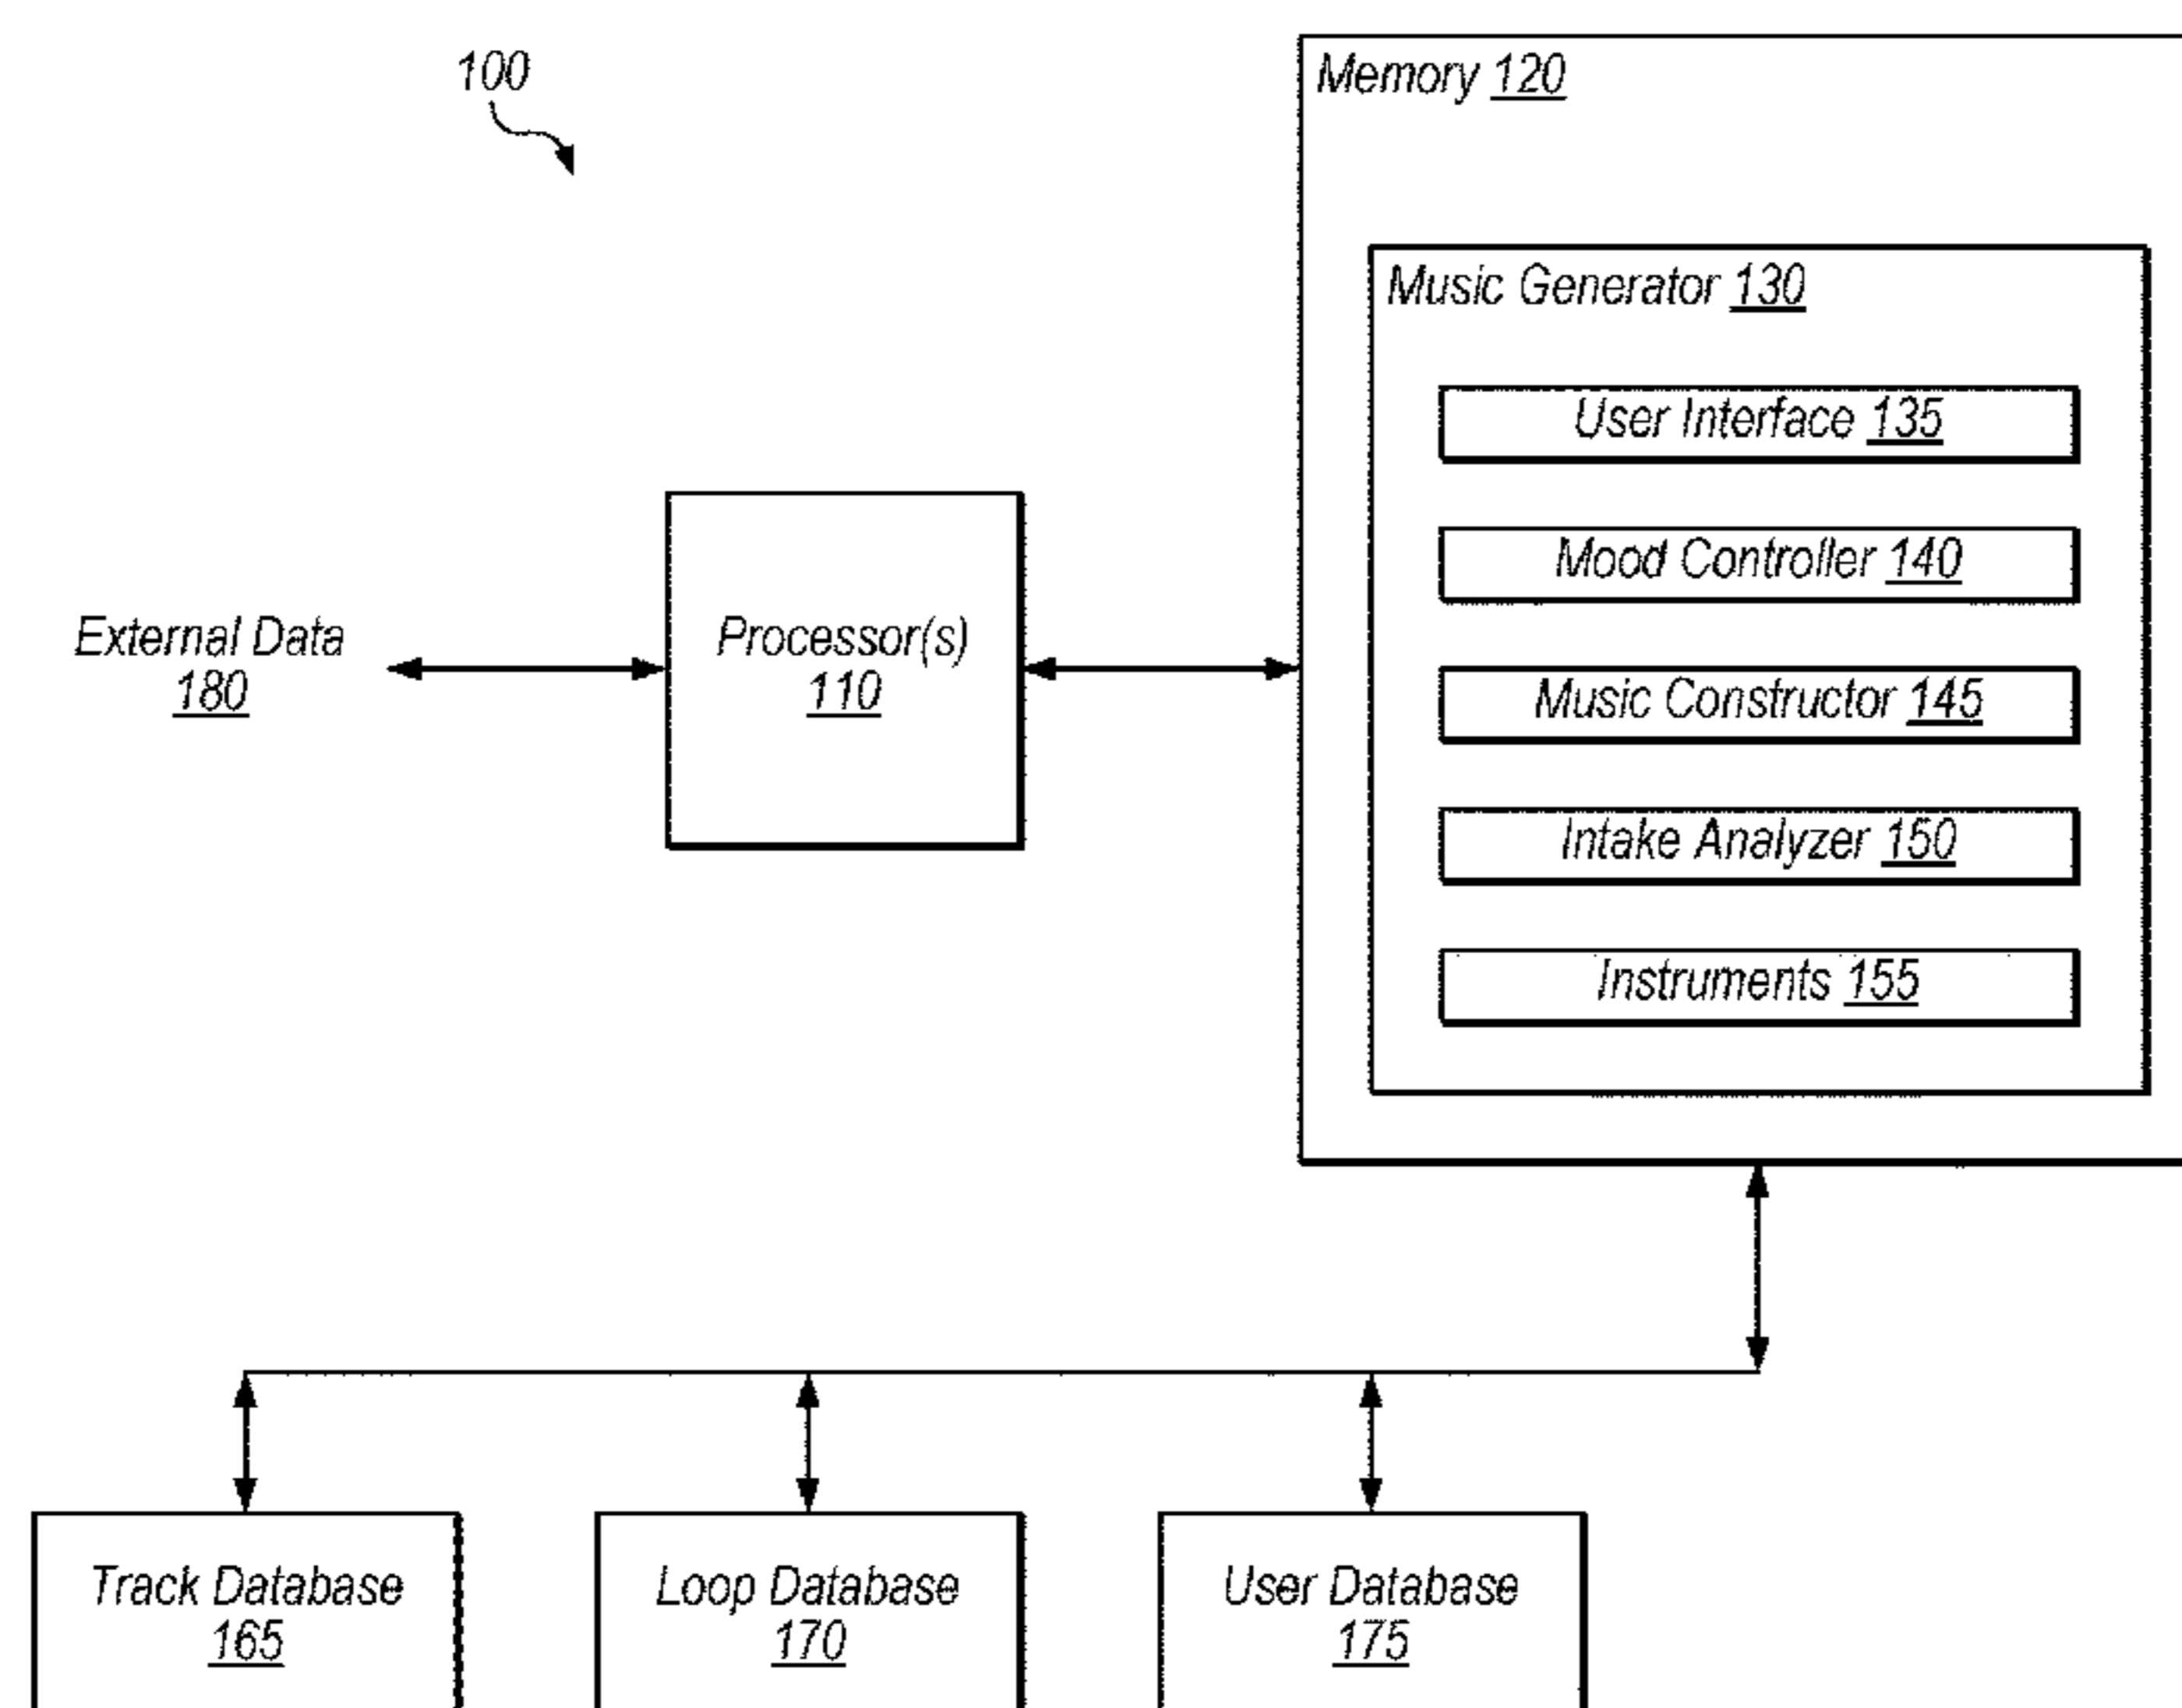 100
Memory 120
Music Generator 130
User Interface 135
Mood Controller 140
Music Constructor 145
Intake Analyzer 150
Instruments 155
External Data
180
Processor(s)
110
Track Database
165
Loop Database
170
User Database
175